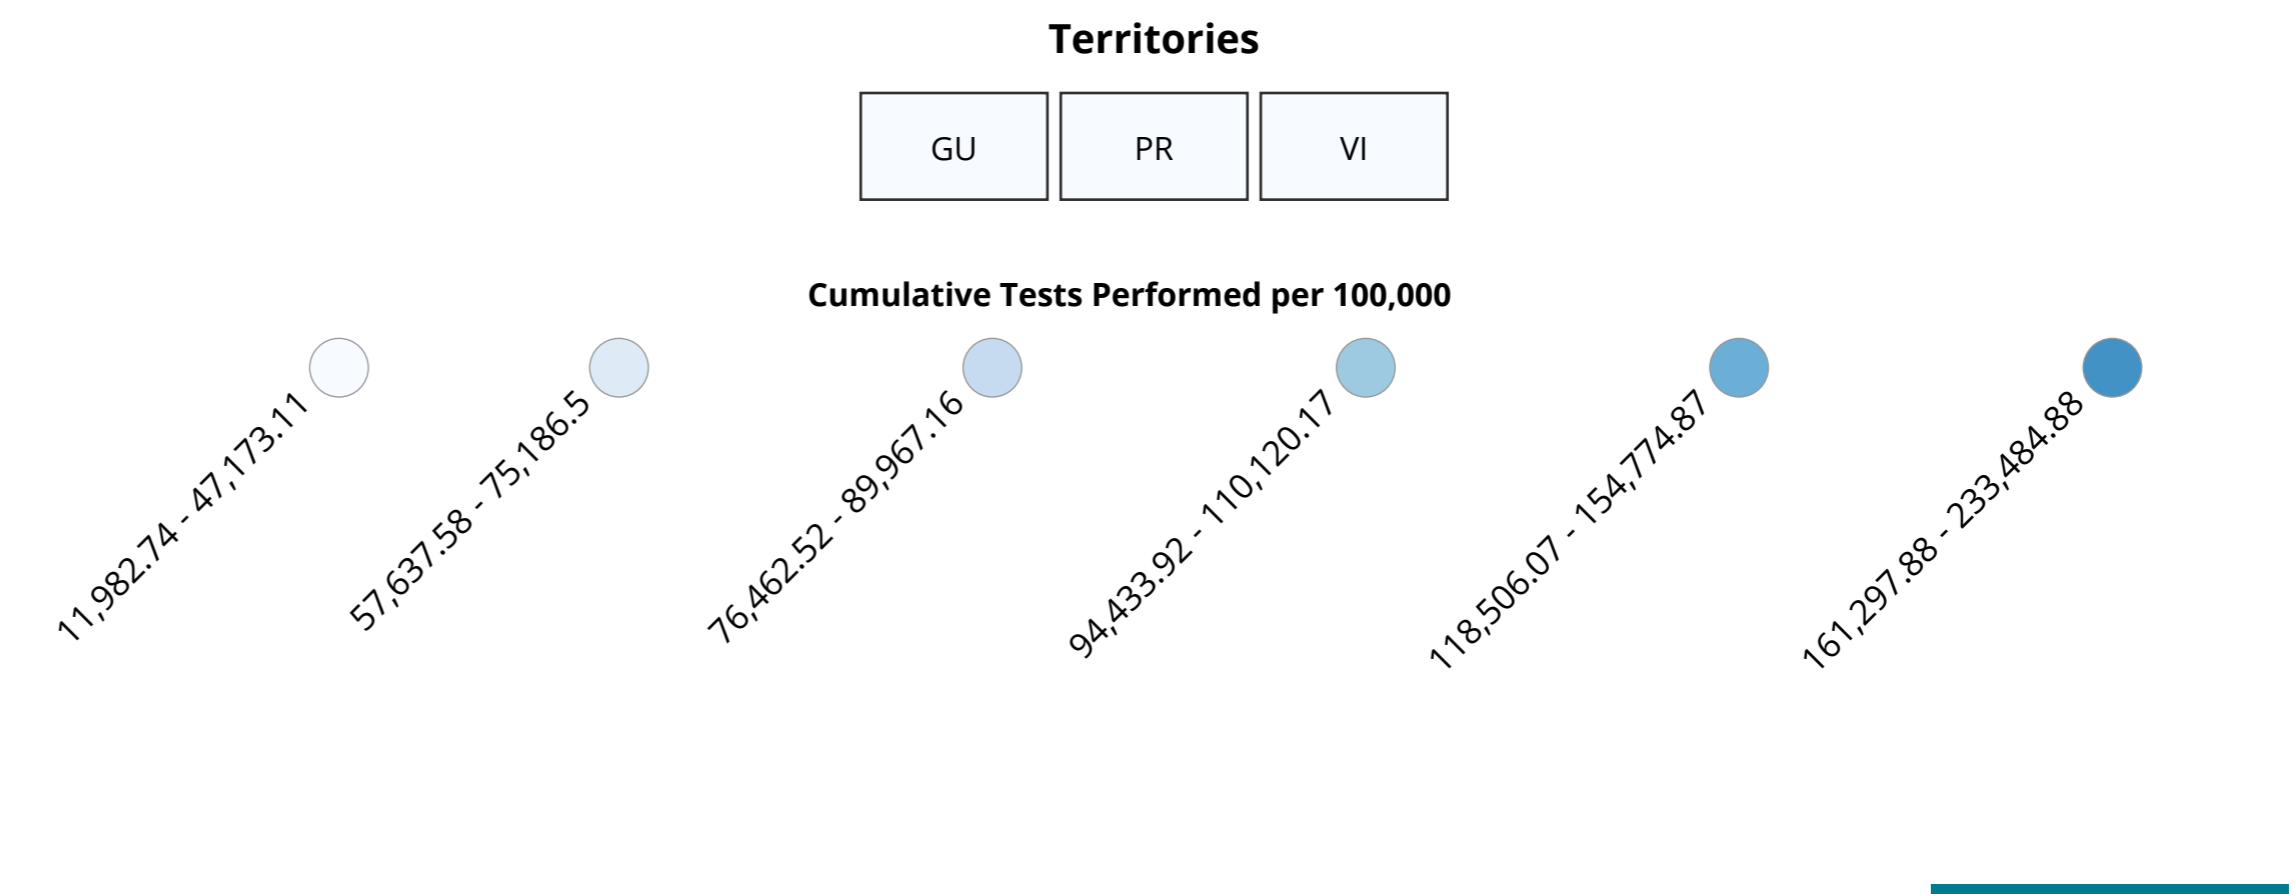 Territories
GU PR VI
Cumulative Tests Performed per 100,000
11,982.74 - 47,173.11
57,637.58 - 75,186.5
76,462.52 - 89,967.16
94,433.92 - 110,120.17
118,506.07 - 154,774.87
161,297.88 - 233,484.88